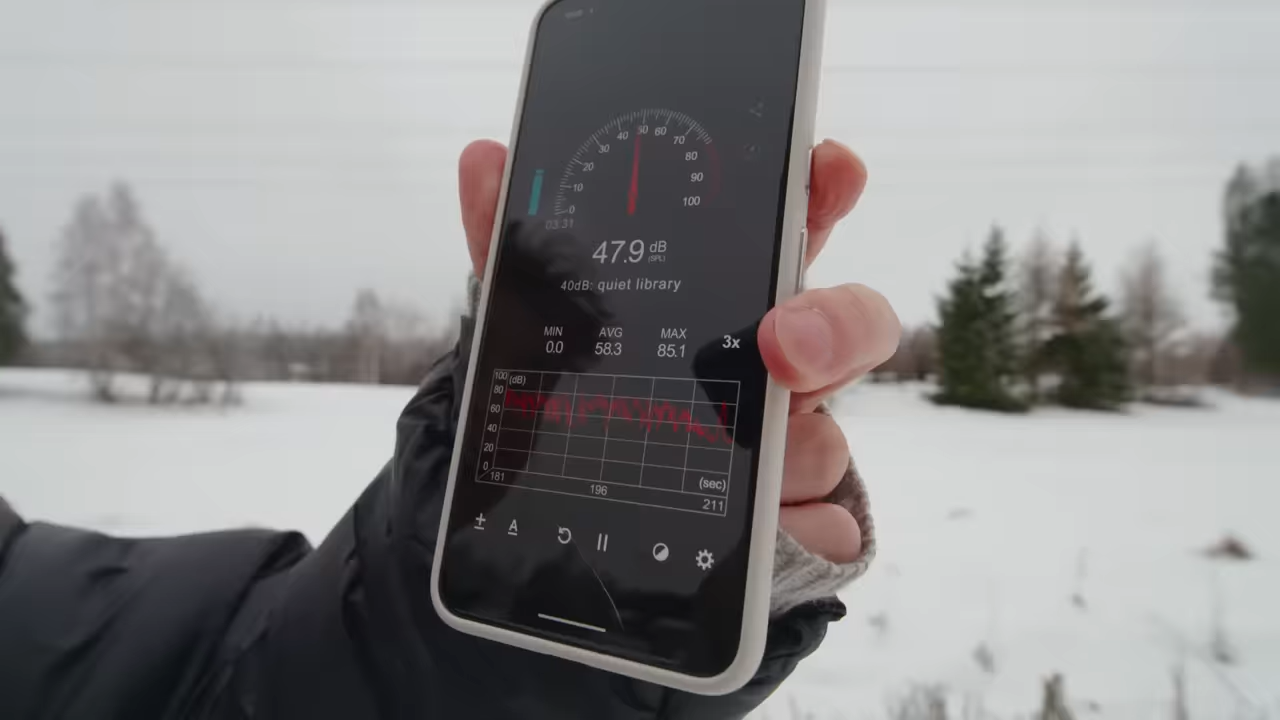 0 10 20 30 40 50 60 70 80 90 100
03:31
47.9 dB
(SPL)
40dB: quiet library
MIN AVG MAX
0.0 58.3 85.1
3x
(dB)
100
80
60
40
20
0
181 196 211
(sec)
A